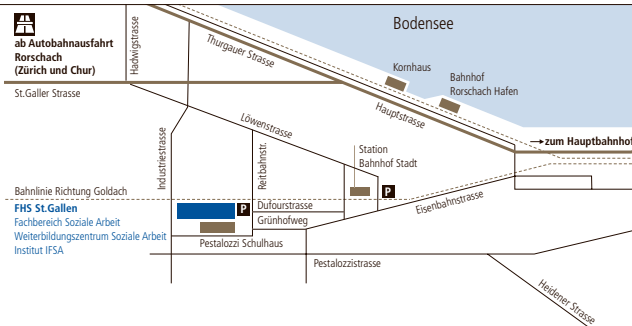 Bodensee
ab Autobahnausfahrt
Rorschach
(Zürich und Chur)
Hadwigstrasse
Thurgauer Strasse
Kornhaus
Bahnhof
Rorschach Hafen
St.Galler Strasse
Hauptstrasse
Löwenstrasse
zum Hauptbahnhof
Industriestrasse
Reitbahnstr.
Station
Bahnhof Stadt
P
Bahnlinie Richtung Goldach
Eisenbahnstrasse
FHS St.Gallen
P
Dufourstrasse
Fachbereich Soziale Arbeit
Grünhofweg
Weiterbildungszentrum Soziale Arbeit
Institut IFSA
Pestalozzi Schulhaus
Pestalozzistrasse
Heidener Strasse